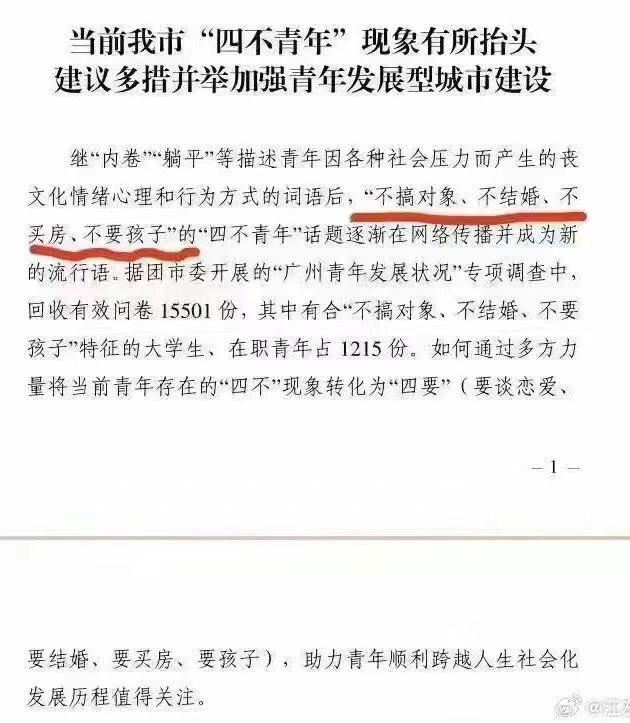 当前我市“四不青年”现象有所抬头
建议多措并举加强青年发展型城市建设
继“内卷”“躺平”等描述青年因各种社会压力而产生的丧
文化情绪心理和行为方式的词语后，“不搞对象、不结婚、不
买房、不要孩子”的“四不青年”话题逐渐在网络传播并成为新
的流行语。据团市委开展的“广州青年发展状况”专项调查中，
回收有效问卷 15501 份，其中有合“不搞对象、不结婚、不要
孩子”特征的大学生、在职青年占 1215 份。如何通过多方力
量将当前青年存在的“四不”现象转化为“四要”（要谈恋爱、
— 1 —
要结婚、要买房、要孩子），助力青年顺利跨越人生社会化
发展历程值得关注。